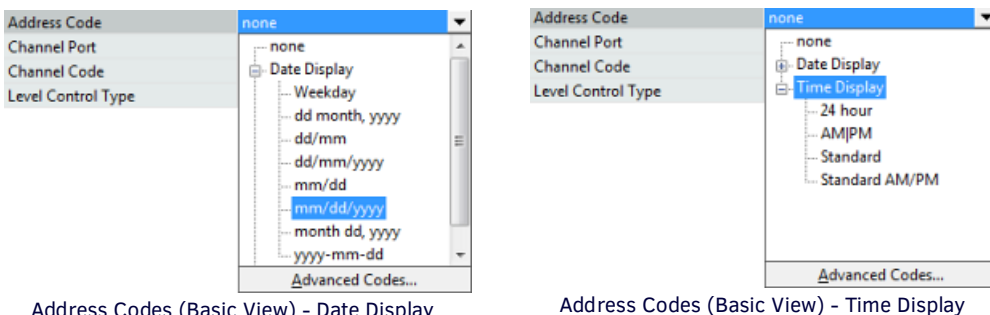 Address Code
none
Channel Port
Channel Code
Level Control Type
none
Date Display
Weekday
dd month, yyyy
dd/mm
dd/mm/yyyy
mm/dd
mm/dd/yyyy
month dd, yyyy
yyyy-mm-dd
Advanced Codes...
Address Codes (Basic View) - Date Display
Address Code
none
Channel Port
Channel Code
Level Control Type
none
Date Display
Time Display
24 hour
AM|PM
Standard
Standard AM/PM
Advanced Codes...
Address Codes (Basic View) - Time Display